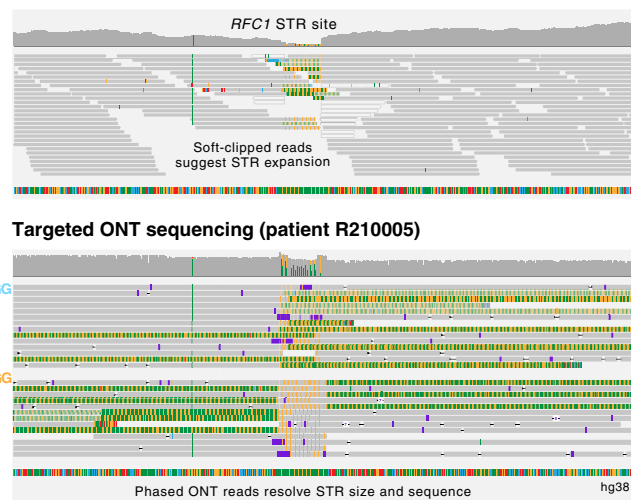 RFC1 STR site
Soft-clipped reads
suggest STR expansion
Targeted ONT sequencing (patient R210005)
G
G
Phased ONT reads resolve STR size and sequence
hg38